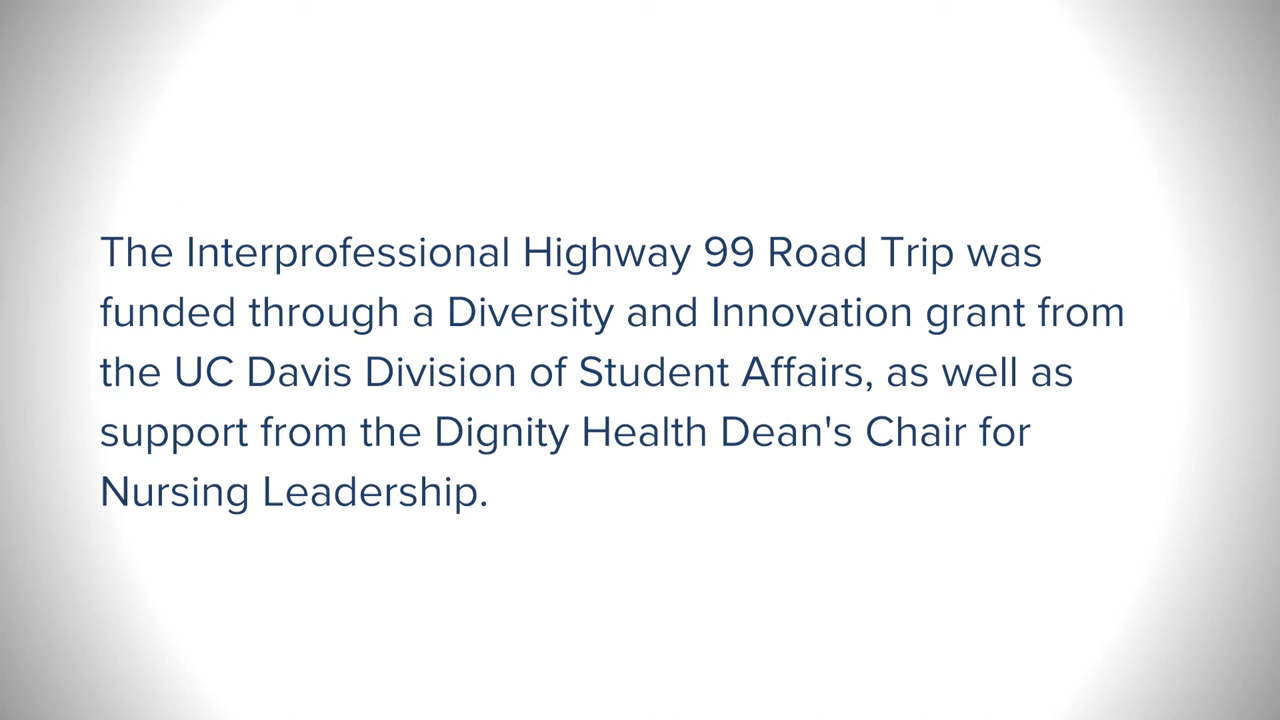 The Interprofessional Highway 99 Road Trip was
funded through a Diversity and Innovation grant from
the UC Davis Division of Student Affairs, as well as
support from the Dignity Health Dean's Chair for
Nursing Leadership.